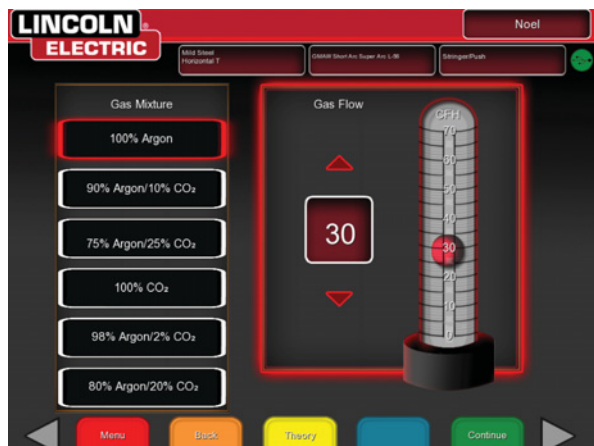 LINCOLN
ELECTRIC
Noel
Mild Steel
Horizontal T
GMAW Short Arc Super Arc L-56
Stringer/Push
Gas Mixture
100% Argon
90% Argon/10% CO₂
75% Argon/25% CO₂
100% CO₂
98% Argon/2% CO₂
80% Argon/20% CO₂
Gas Flow
30
CFH
70
60
50
40
30
20
10
0
Menu
Back
Theory
Continue